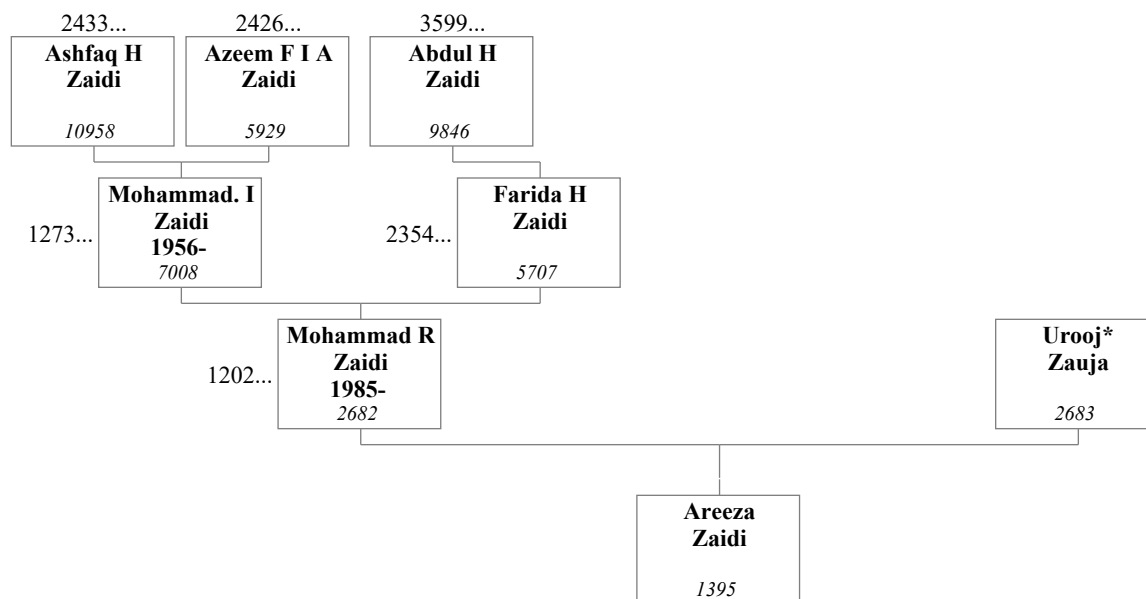 2433...
2426...
3599...
Ashfaq H
Zaidi
10958
Azeem F I A
Zaidi
5929
Abdul H
Zaidi
9846
1273...
Mohammad. I
Zaidi
1956-
7008
2354...
Farida H
Zaidi
5707
1202...
Mohammad R
Zaidi
1985-
2682
Urooj*
Zauja
2683
Areeza
Zaidi
1395